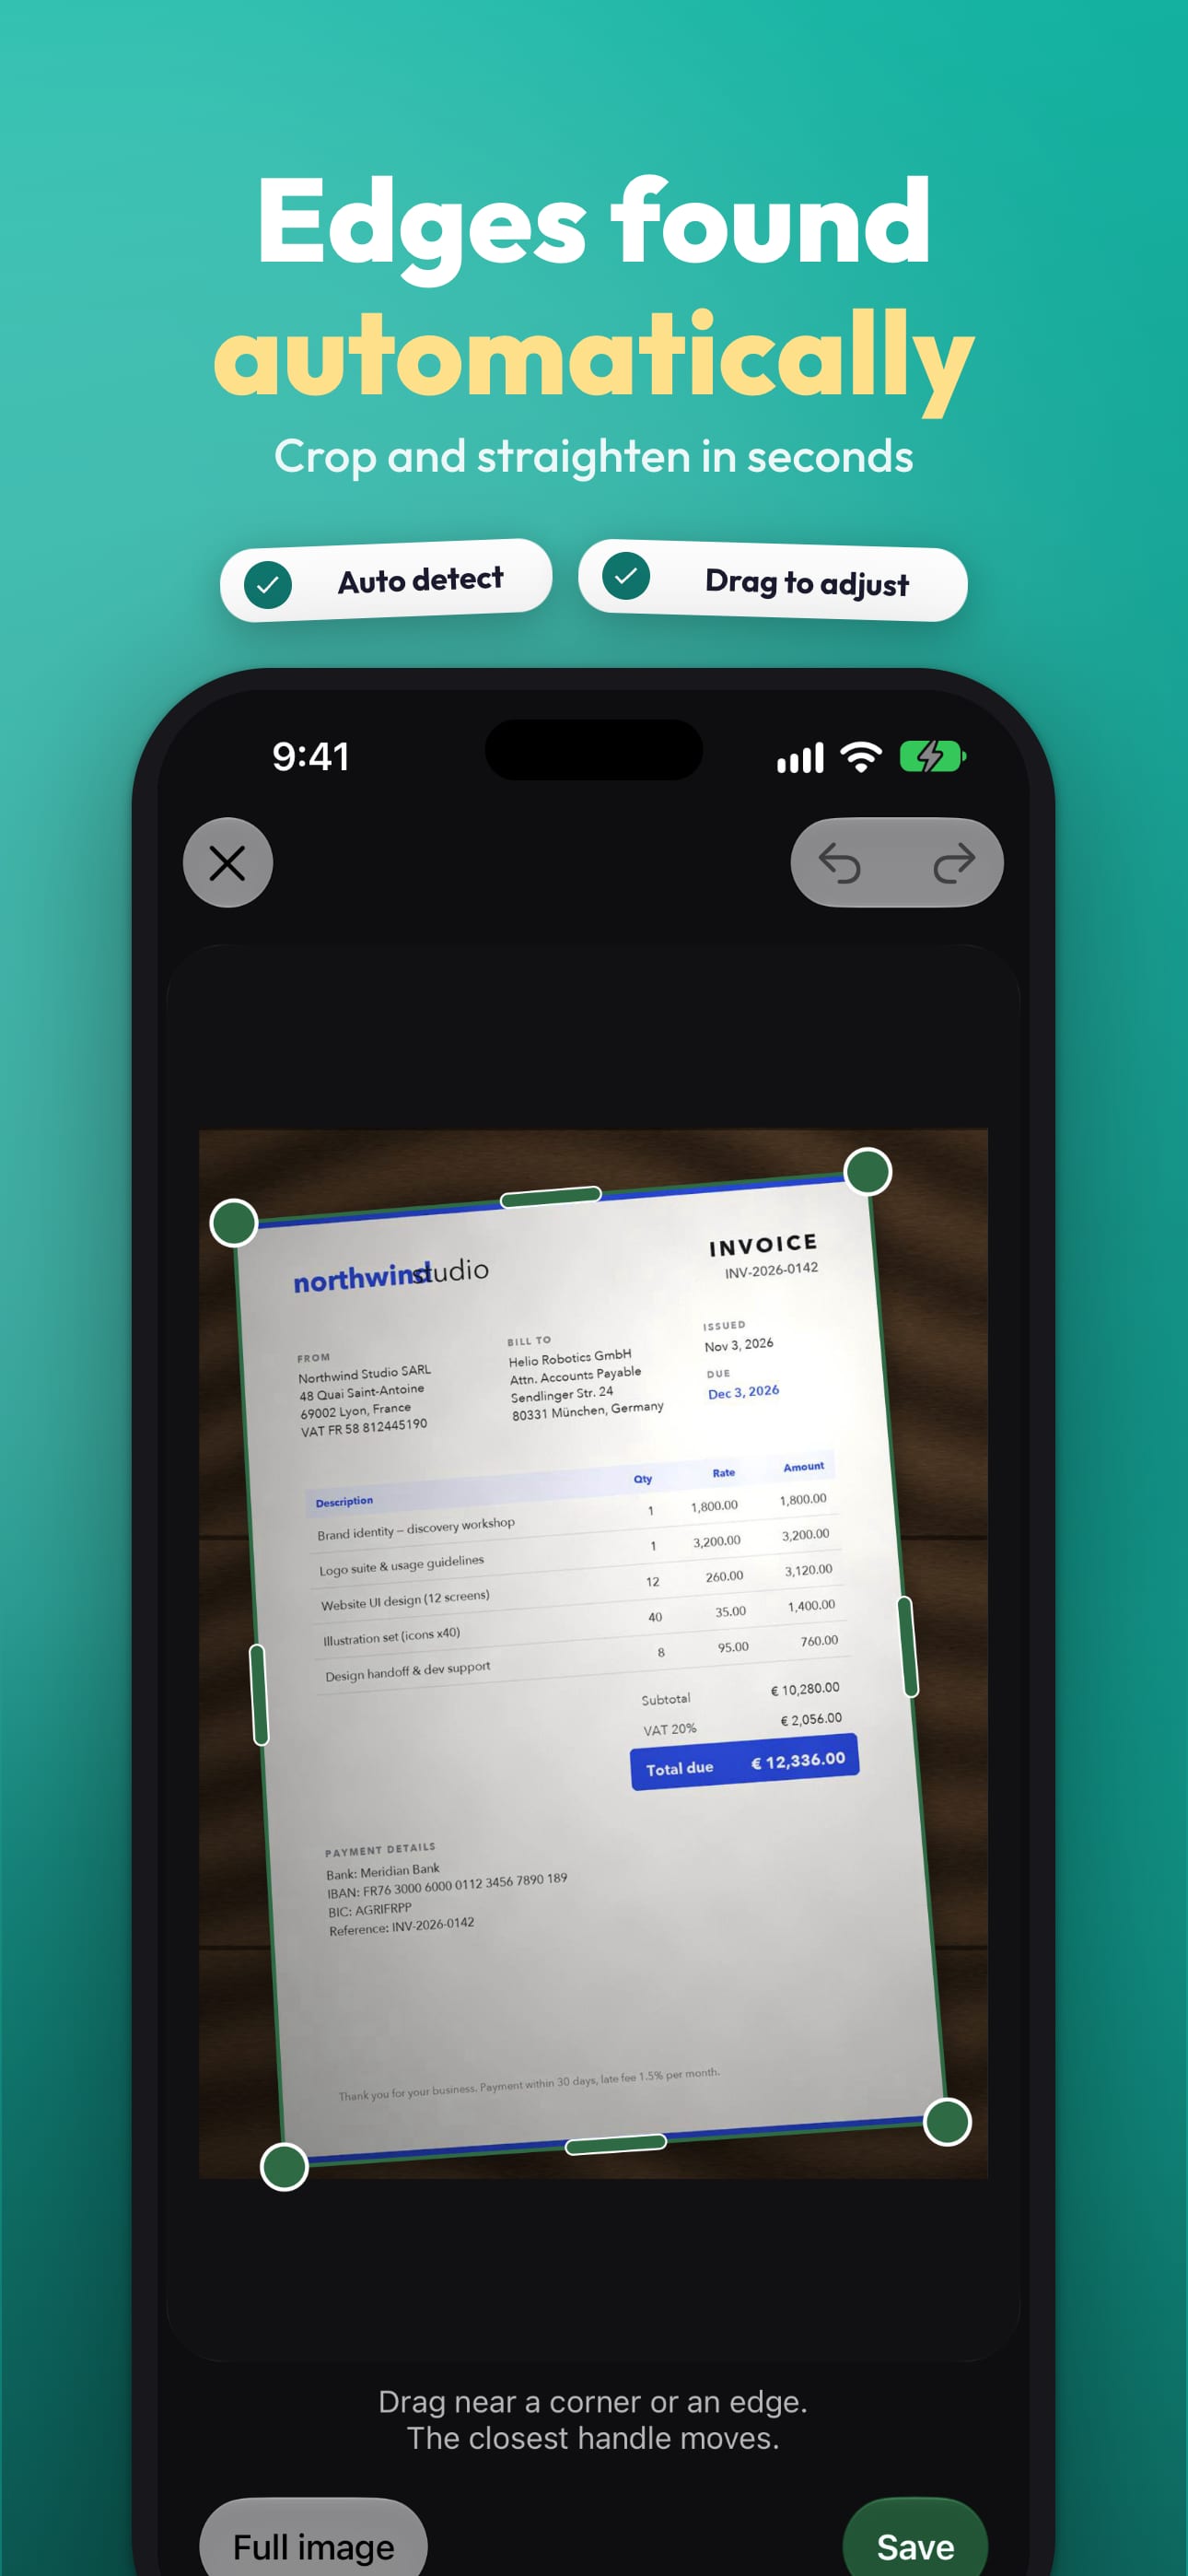 Edges found
automatically
Crop and straighten in seconds
Auto detect
Drag to adjust
9:41
northwindstudio
INVOICE
INV-2026-0142
FROM
Northwind Studio SARL
48 Quai Saint-Antoine
69002 Lyon, France
VAT FR 58 812445190
BILL TO
Helio Robotics GmbH
Attn. Accounts Payable
Sendlinger Str. 24
80331 München, Germany
ISSUED
Nov 3, 2026
DUE
Dec 3, 2026
Description Qty Rate Amount
Brand identity – discovery workshop 1 1,800.00 1,800.00
Logo suite & usage guidelines 1 3,200.00 3,200.00
Website UI design (12 screens) 12 260.00 3,120.00
Illustration set (icons x40) 40 35.00 1,400.00
Design handoff & dev support 8 95.00 760.00
Subtotal € 10,280.00
VAT 20% € 2,056.00
Total due € 12,336.00
PAYMENT DETAILS
Bank: Meridian Bank
IBAN: FR76 3000 6000 0112 3456 7890 189
BIC: AGRIFRPP
Reference: INV-2026-0142
Thank you for your business. Payment within 30 days, late fee 1.5% per month.
Drag near a corner or an edge.
The closest handle moves.
Full image
Save